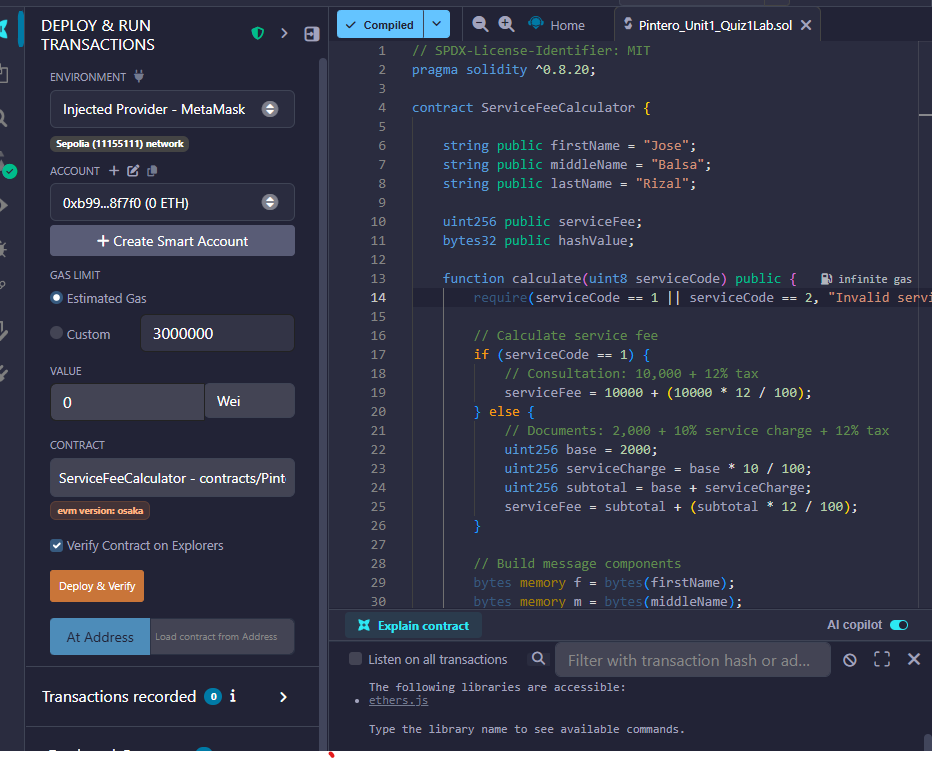 DEPLOY & RUN
TRANSACTIONS
ENVIRONMENT
Injected Provider - MetaMask
Sepolia (11155111) network
ACCOUNT
0xb99...8f7f0 (0 ETH)
+ Create Smart Account
GAS LIMIT
Estimated Gas
Custom
3000000
VALUE
0
Wei
CONTRACT
ServiceFeeCalculator - contracts/Pint
evm version: osaka
Verify Contract on Explorers
Deploy & Verify
At Address
Load contract from Address
Transactions recorded 0 i
Compiled
Home
Pintero_Unit1_Quiz1Lab.sol
1 // SPDX-License-Identifier: MIT
2 pragma solidity ^0.8.20;
3
4 contract ServiceFeeCalculator {
5
6 string public firstName = "Jose";
7 string public middleName = "Balsa";
8 string public lastName = "Rizal";
9
10 uint256 public serviceFee;
11 bytes32 public hashValue;
12
13 function calculate(uint8 serviceCode) public { infinite gas
14 require(serviceCode == 1 || serviceCode == 2, "Invalid servi
15
16 // Calculate service fee
17 if (serviceCode == 1) {
18 // Consultation: 10,000 + 12% tax
19 serviceFee = 10000 + (10000 * 12 / 100);
20 } else {
21 // Documents: 2,000 + 10% service charge + 12% tax
22 uint256 base = 2000;
23 uint256 serviceCharge = base * 10 / 100;
24 uint256 subtotal = base + serviceCharge;
25 serviceFee = subtotal + (subtotal * 12 / 100);
26 }
27
28 // Build message components
29 bytes memory f = bytes(firstName);
30 bytes memory m = bytes(middleName);
Explain contract
AI copilot
Listen on all transactions
Filter with transaction hash or ad...
The following libraries are accessible:
• ethers.js
Type the library name to see available commands.